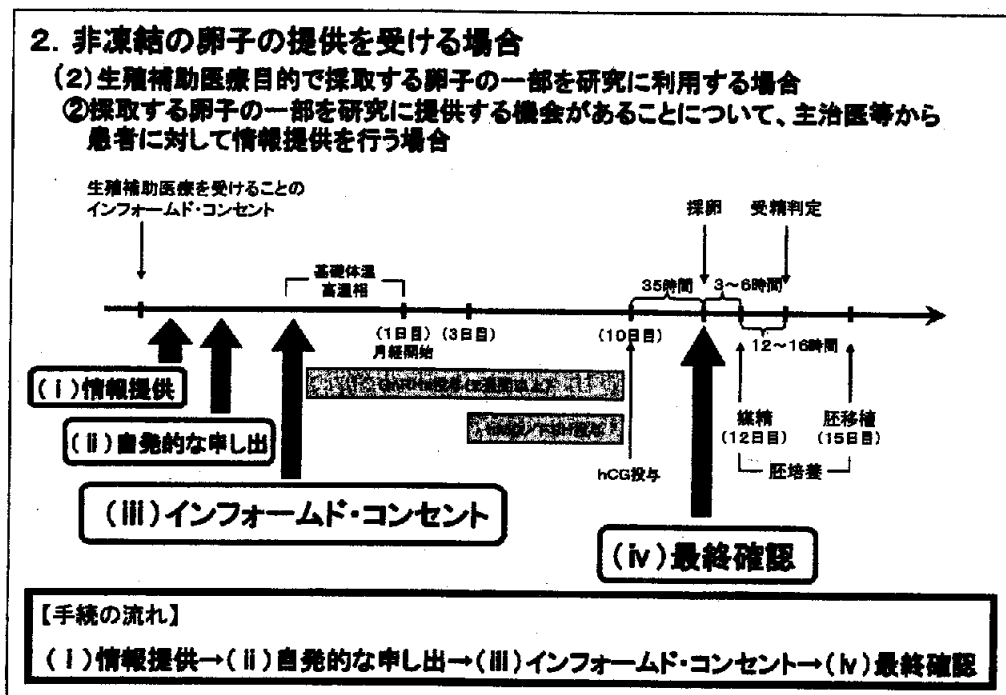 2. 非凍結の卵子の提供を受ける場合
(2)生殖補助医療目的で採取する卵子の一部を研究に利用する場合
②採取する卵子の一部を研究に提供する機会があることについて、主治医等から
患者に対して情報提供を行う場合
生殖補助医療を受けることの
インフォームド・コンセント
採卵
受精判定
基礎体温
高温相
35時間
3~6時間
(1日目)
(3日目)
(10日目)
月経開始
12~16時間
(i)情報提供
(ii)自発的な申し出
媒精
(12日目)
胚移植
(15日目)
hCG投与
胚培養
(iii)インフォームド・コンセント
(iv)最終確認
【手続の流れ】
(i)情報提供→(ii)自発的な申し出→(iii)インフォームド・コンセント→(iv)最終確認